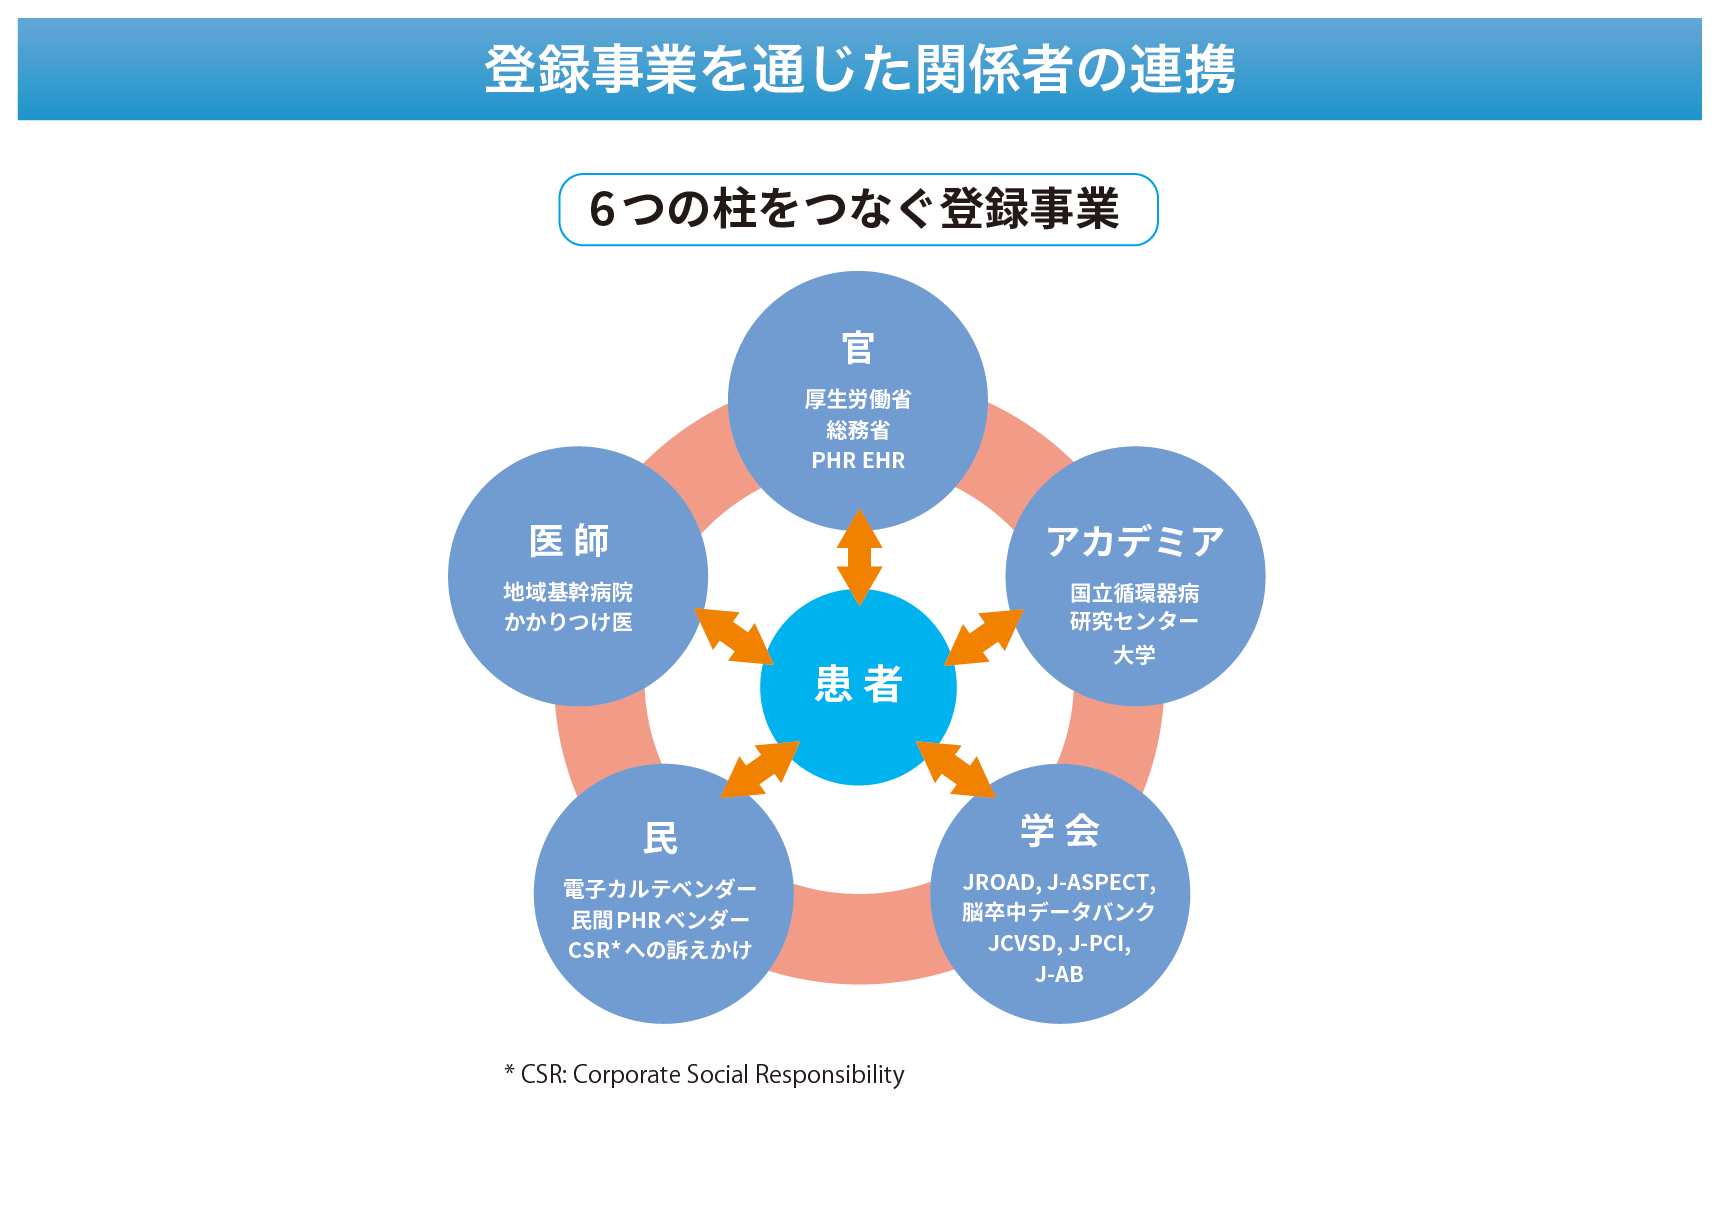 登録事業を通じた関係者の連携
6つの柱をつなぐ登録事業
官
厚生労働省
総務省
PHR EHR
医 師
地域基幹病院
かかりつけ医
アカデミア
国立循環器病
研究センター
大学
患 者
民
電子カルテベンダー
民間PHRベンダー
CSR*への訴えかけ
学 会
JROAD, J-ASPECT,
脳卒中データバンク
JCVSD, J-PCI,
J-AB
* CSR: Corporate Social Responsibility